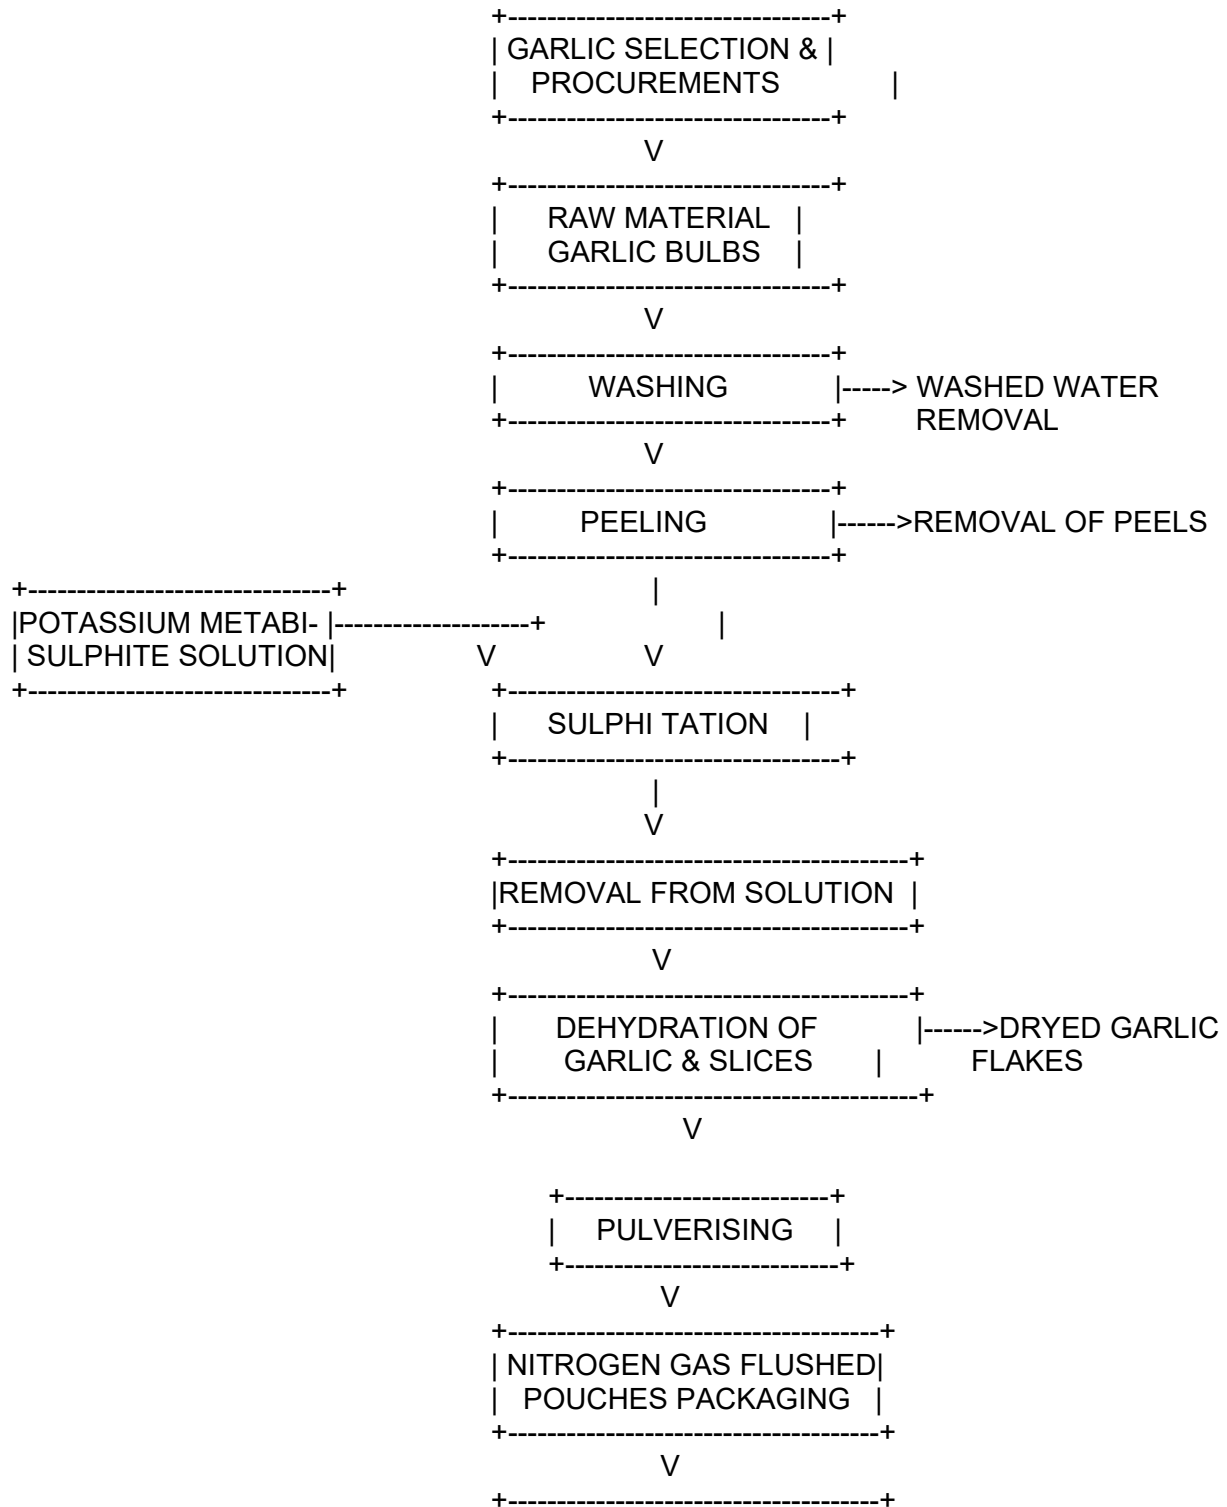 +---------------------------------+
| GARLIC SELECTION & |
| PROCUREMENTS |
+---------------------------------+
V
+---------------------------------+
| RAW MATERIAL |
| GARLIC BULBS |
+---------------------------------+
V
+---------------------------------+
| WASHING |-----> WASHED WATER
+---------------------------------+ REMOVAL
V
+---------------------------------+
| PEELING |------>REMOVAL OF PEELS
+---------------------------------+
+-------------------------------+ |
|POTASSIUM METABI- |--------------------+ |
| SULPHITE SOLUTION| V V
+-------------------------------+ +----------------------------------+
| SULPHI TATION |
+----------------------------------+
|
V
+-----------------------------------------+
|REMOVAL FROM SOLUTION |
+-----------------------------------------+
V
+-----------------------------------------+
| DEHYDRATION OF |------>DRYED GARLIC
| GARLIC & SLICES | FLAKES
+------------------------------------------+
V
+---------------------------+
| PULVERISING |
+----------------------------+
V
+--------------------------------------+
| NITROGEN GAS FLUSHED|
| POUCHES PACKAGING |
+--------------------------------------+
V
+--------------------------------------+